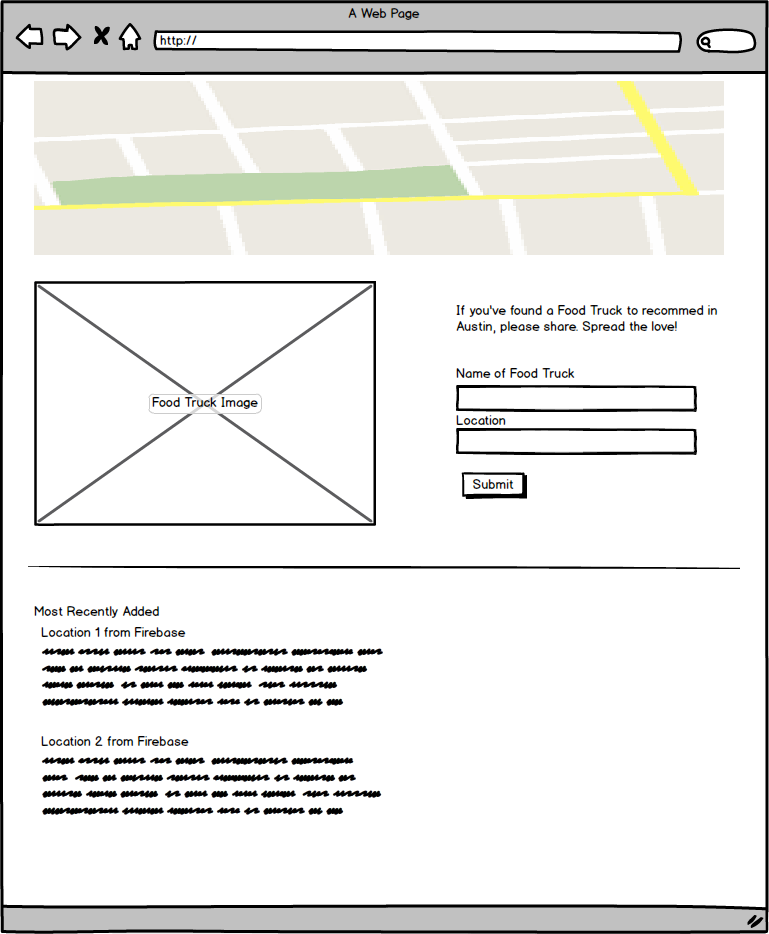 A Web Page
http://
If you've found a Food Truck to recommed in
Austin, please share. Spread the love!
Name of Food Truck
Food Truck Image
Location
Submit
Most Recently Added
Location 1 from Firebase
Location 2 from Firebase